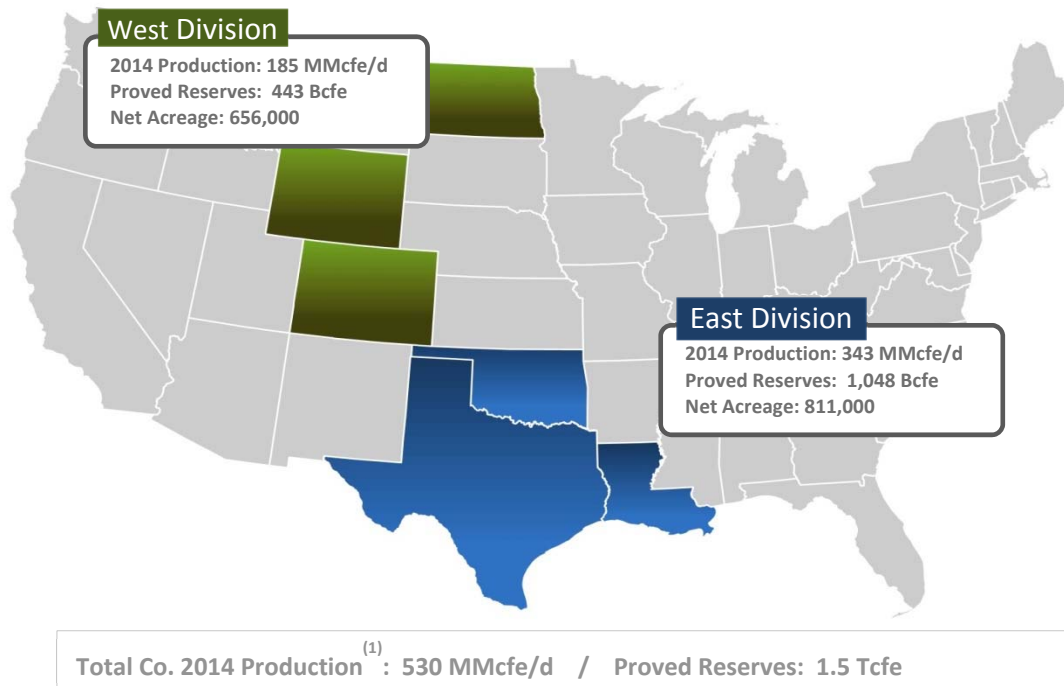 West Division
2014 Production: 185 MMcfe/d
Proved Reserves: 443 Bcfe
Net Acreage: 656,000
East Division
2014 Production: 343 MMcfe/d
Proved Reserves: 1,048 Bcfe
Net Acreage: 811,000
Total Co. 2014 Production(1): 530 MMcfe/d / Proved Reserves: 1.5 Tcfe